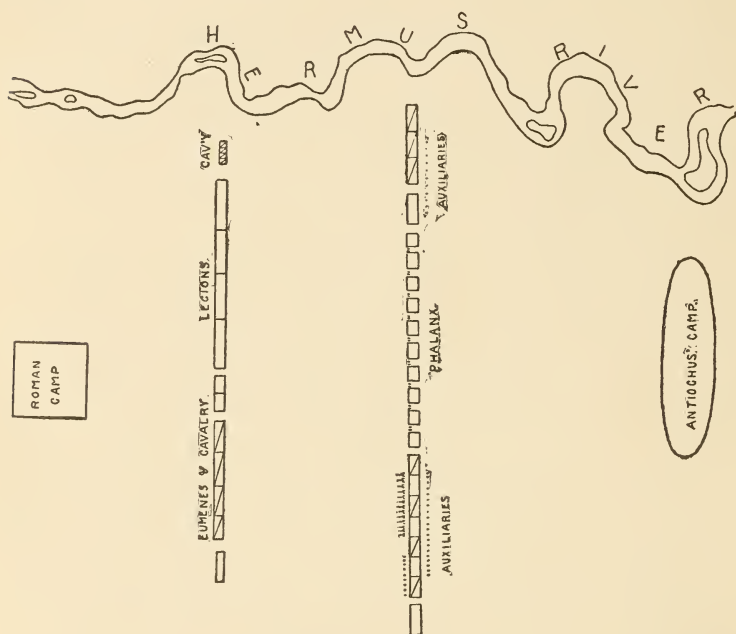 HERMUS RIVER
CAV'Y
LEGIONS.
EUMENES & CAVALRY.
ROMAN
CAMP
AUXILIARIES
PHALANX.
AUXILIARIES
ANTIOCHUS' CAMP.